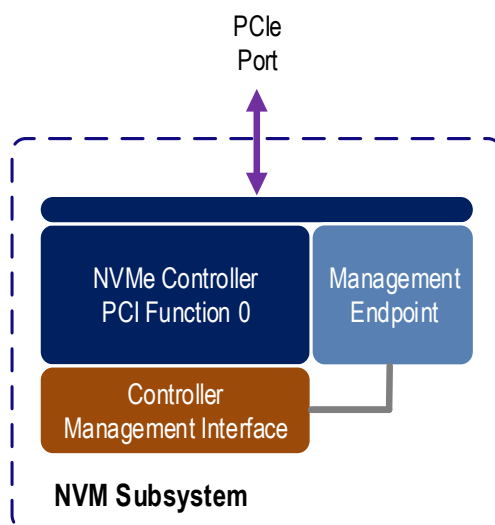 PCIe
Port
NVMe Controller
PCI Function 0
Management
Endpoint
Controller
Management Interface
NVM Subsystem